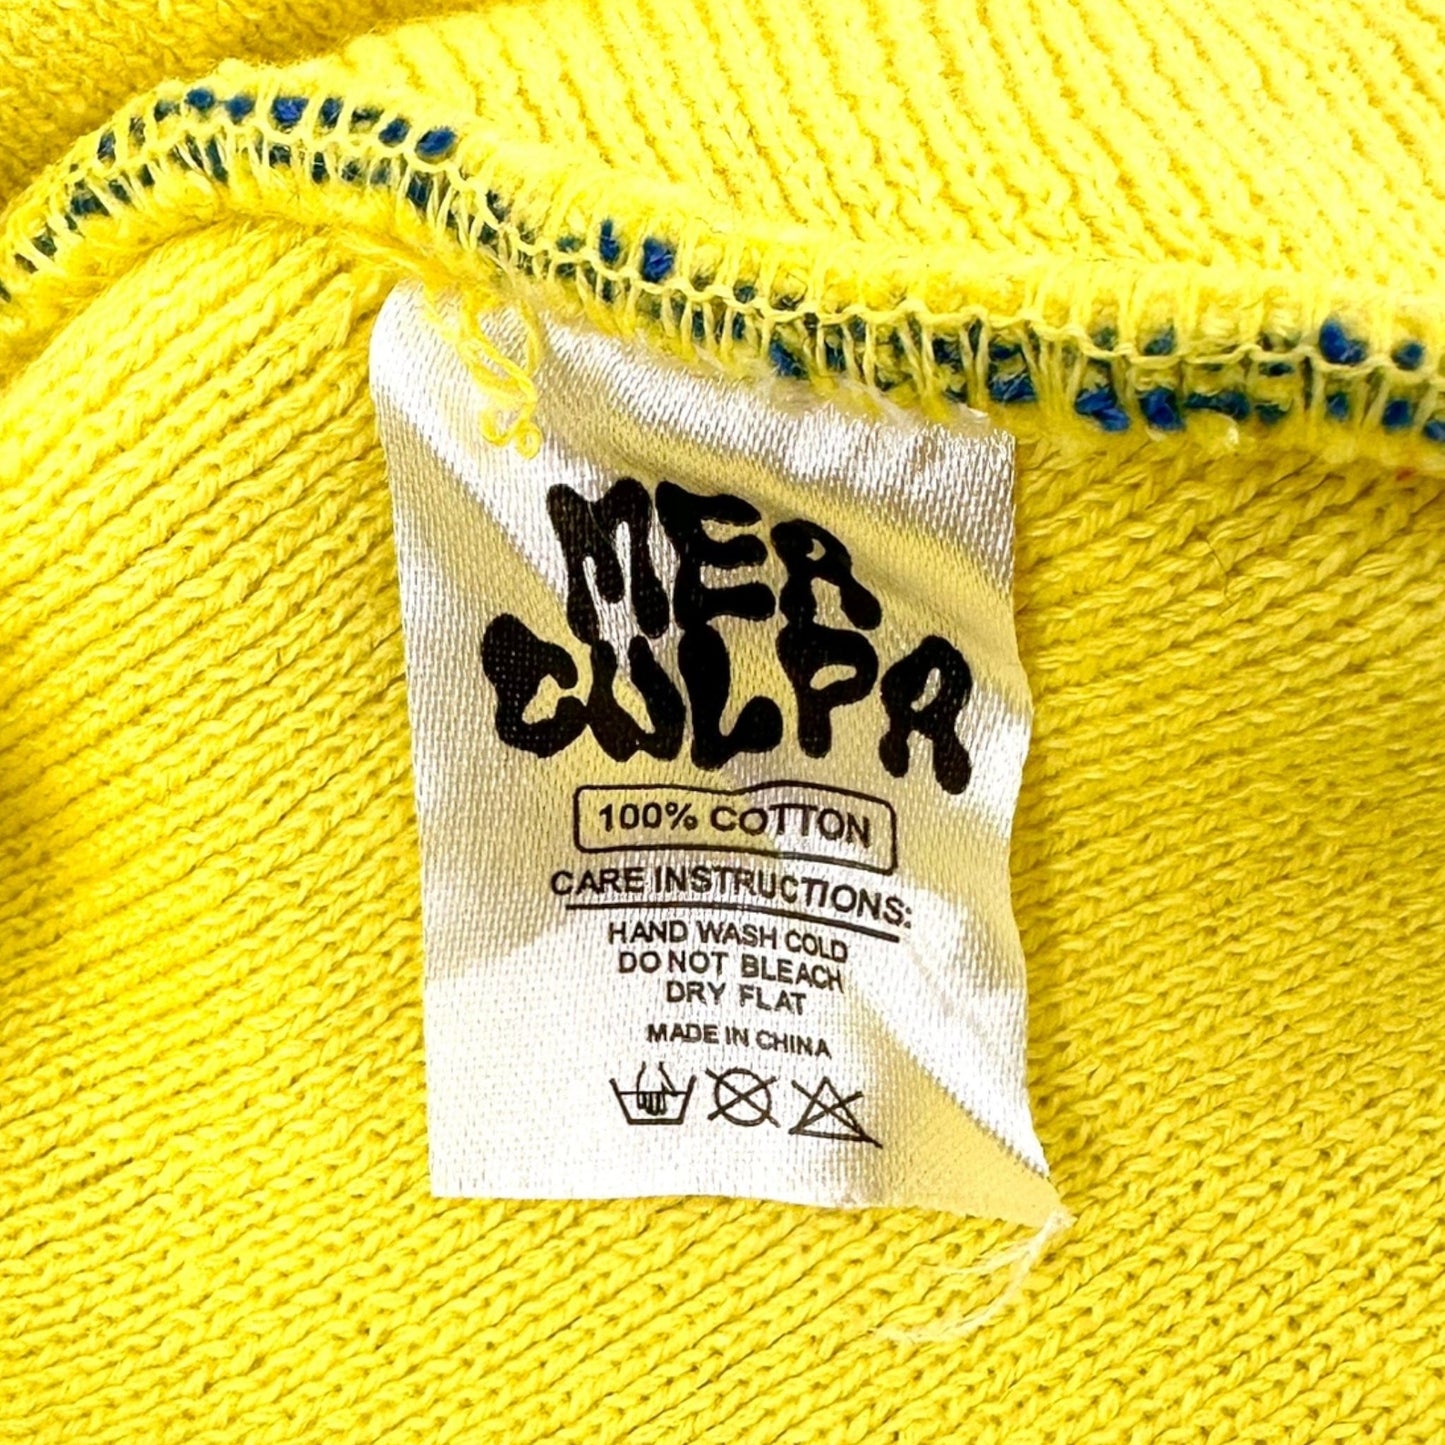 MEA
CULPA
100% COTTON
CARE INSTRUCTIONS:
HAND WASH COLD
DO NOT BLEACH
DRY FLAT
MADE IN CHINA